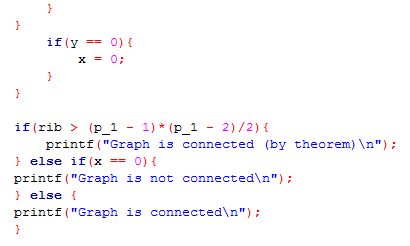 }
}
if(y == 0){
x = 0;
}
}
if(rib > (p_1 - 1)*(p_1 - 2)/2){
printf("Graph is connected (by theorem)\n");
} else if(x == 0){
printf("Graph is not connected\n");
} else {
printf("Graph is connected\n");
}